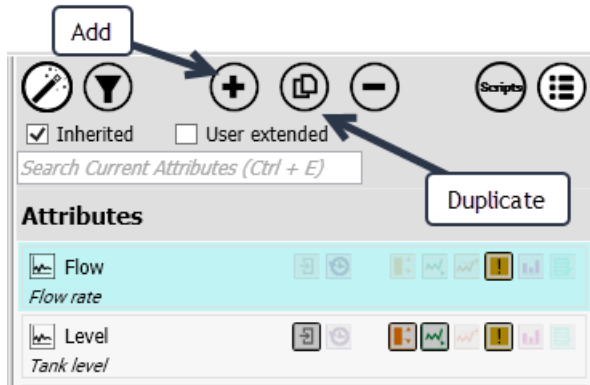 Add
Scripts
Inherited User extended
Search Current Attributes (Ctrl + E)
Duplicate
Attributes
Flow
Flow rate
Level
Tank level